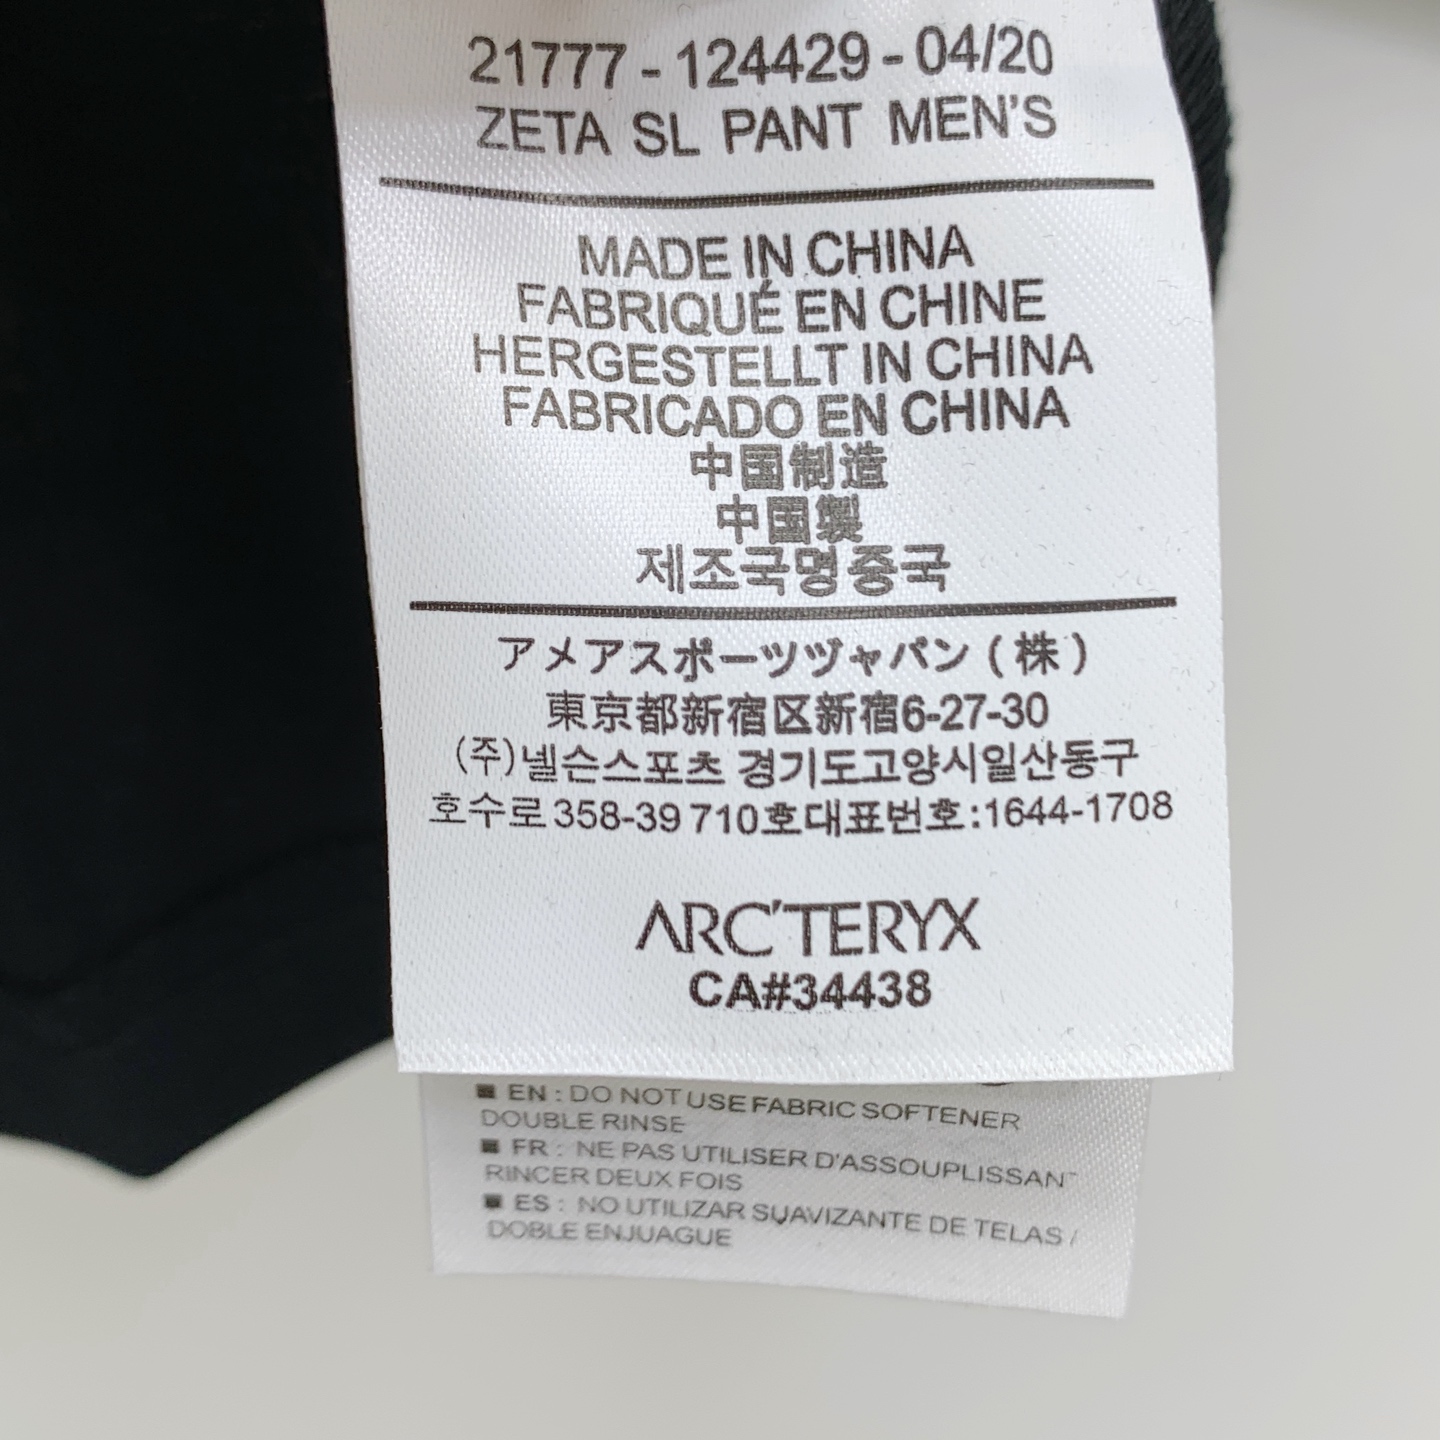 21777 - 124429 - 04/20
ZETA SL PANT MEN'S
MADE IN CHINA
FABRIQUÉ EN CHINE
HERGESTELLT IN CHINA
FABRICADO EN CHINA
中国制造
中国製
제조국명중국
アメアスポーツヅャパン (株)
東京都新宿区新宿6-27-30
(주)넬슨스포츠 경기도고양시일산동구
호수로358-39 710호대표번호:1644-1708
ARC'TERYX
CA#34438
■ EN : DO NOT USE FABRIC SOFTENER
DOUBLE RINSE
■ FR : NE PAS UTILISER D'ASSOUPLISSAN
RINCER DEUX FOIS
■ ES : NO UTILIZAR SUAVIZANTE DE TELAS /
DOBLE ENJUAGUE